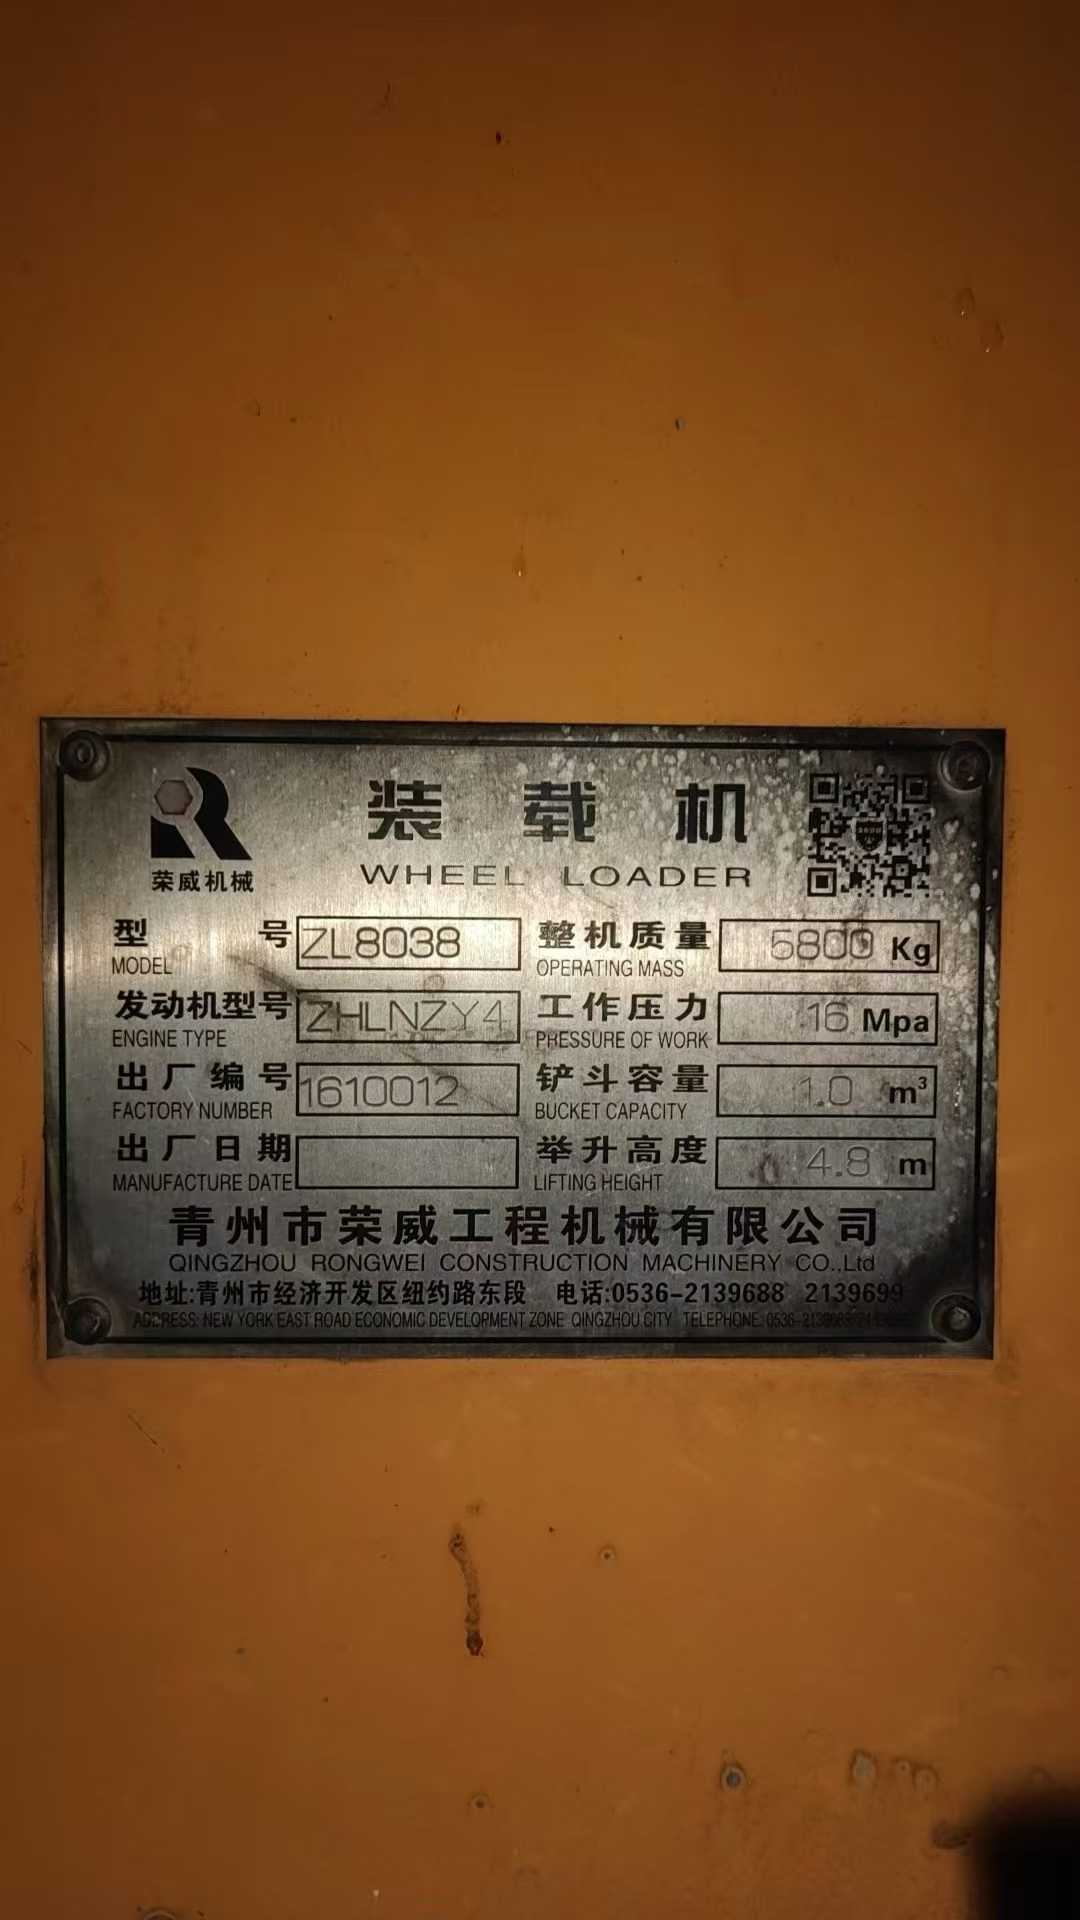 装载机
WHEEL LOADER
荣威机械
型号 ZL8038 整机质量 5800 Kg
MODEL OPERATING MASS
发动机型号 ZHLNZY4 工作压力 16 Mpa
ENGINE TYPE PRESSURE OF WORK
出厂编号 1610012 铲斗容量 1.0 m³
FACTORY NUMBER BUCKET CAPACITY
出厂日期 举升高度 4.8 m
MANUFACTURE DATE LIFTING HEIGHT
青州市荣威工程机械有限公司
QINGZHOU RONGWEI CONSTRUCTION MACHINERY CO.,Ltd
地址:青州市经济开发区纽约路东段 电话:0536-2139688 2139699
ADDRESS: NEW YORK EAST ROAD ECONOMIC DEVELOPMENT ZONE QINGZHOU CITY TELEPHONE: 0536-